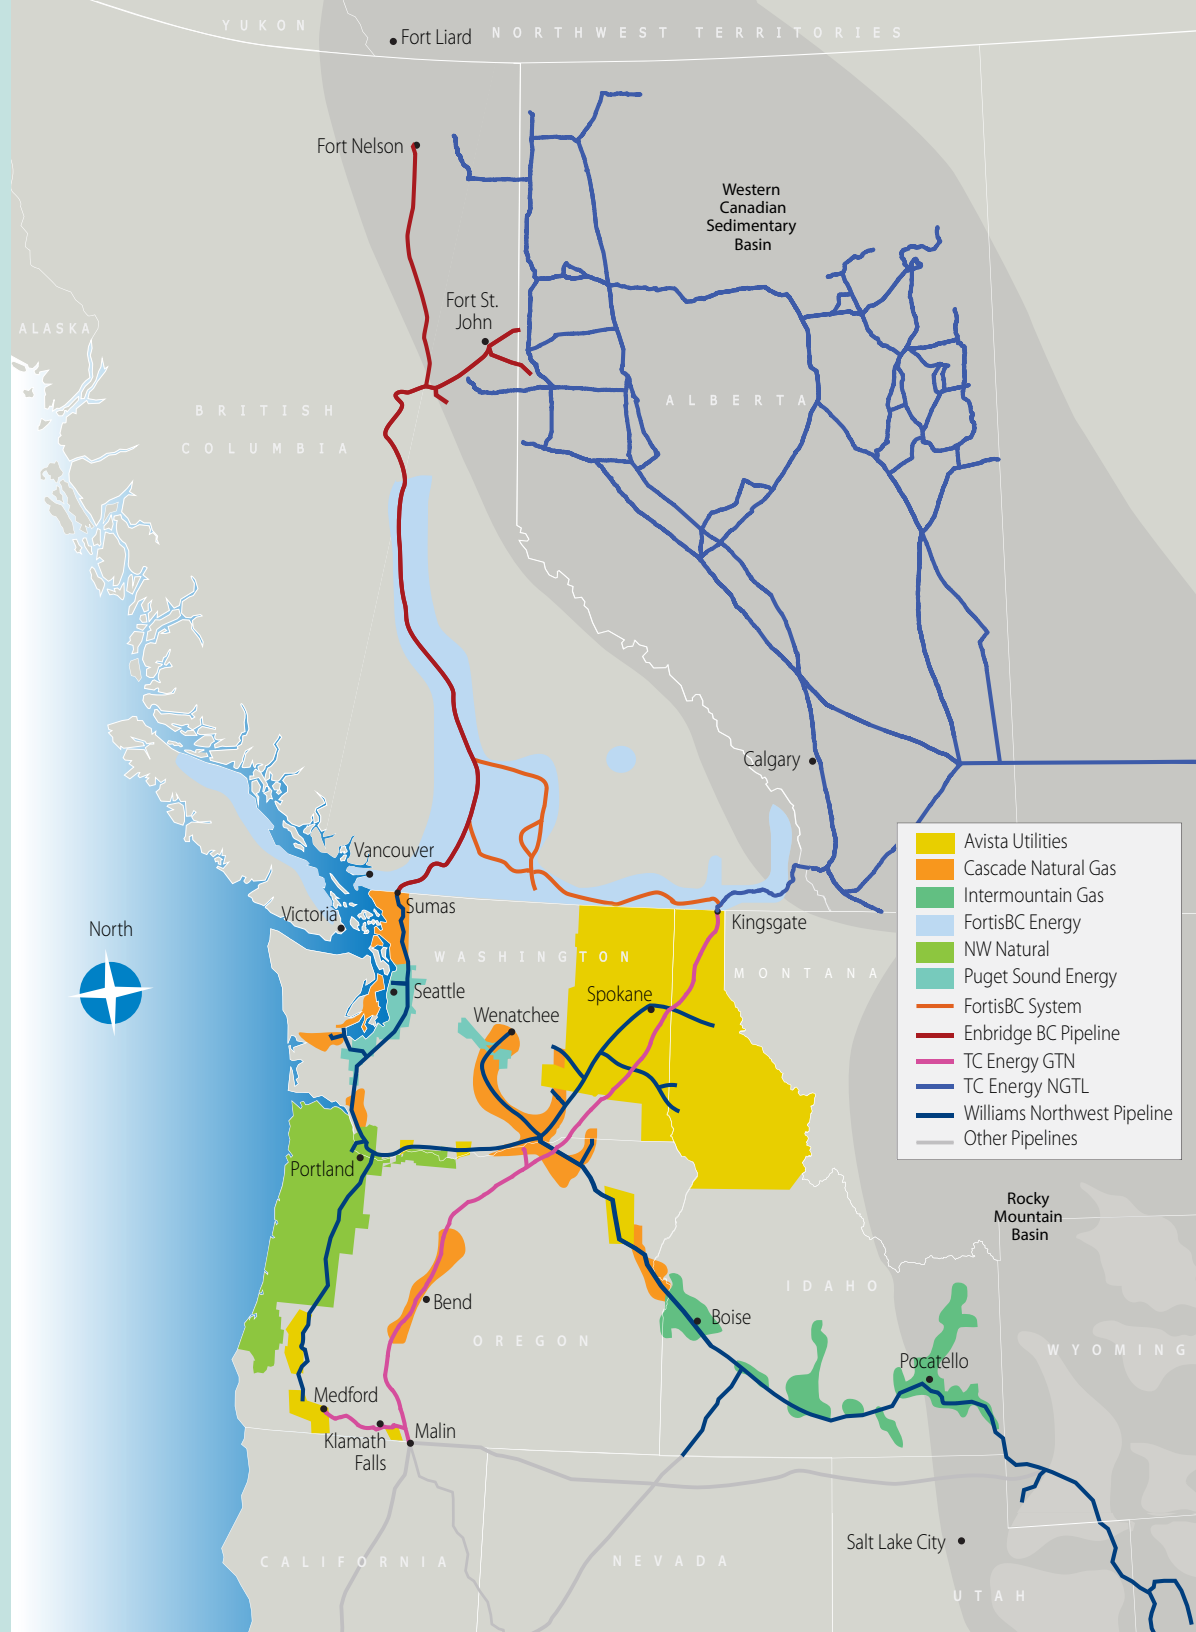 YUKON
Fort Liard
NORTHWEST TERRITORIES
Fort Nelson
Western
Canadian
Sedimentary
Basin
Fort St.
John
ALASKA
BRITISH
COLUMBIA
ALBERTA
Calgary
Vancouver
Victoria
Sumas
Kingsgate
North
WASHINGTON
MONTANA
Seattle
Spokane
Wenatchee
Avista Utilities
Cascade Natural Gas
Intermountain Gas
FortisBC Energy
NW Natural
Puget Sound Energy
FortisBC System
Enbridge BC Pipeline
TC Energy GTN
TC Energy NGTL
Williams Northwest Pipeline
Other Pipelines
Portland
Rocky
Mountain
Basin
Bend
IDAHO
Boise
OREGON
WYOMING
Pocatello
Medford
Klamath
Falls
Malin
Salt Lake City
CALIFORNIA
NEVADA
UTAH